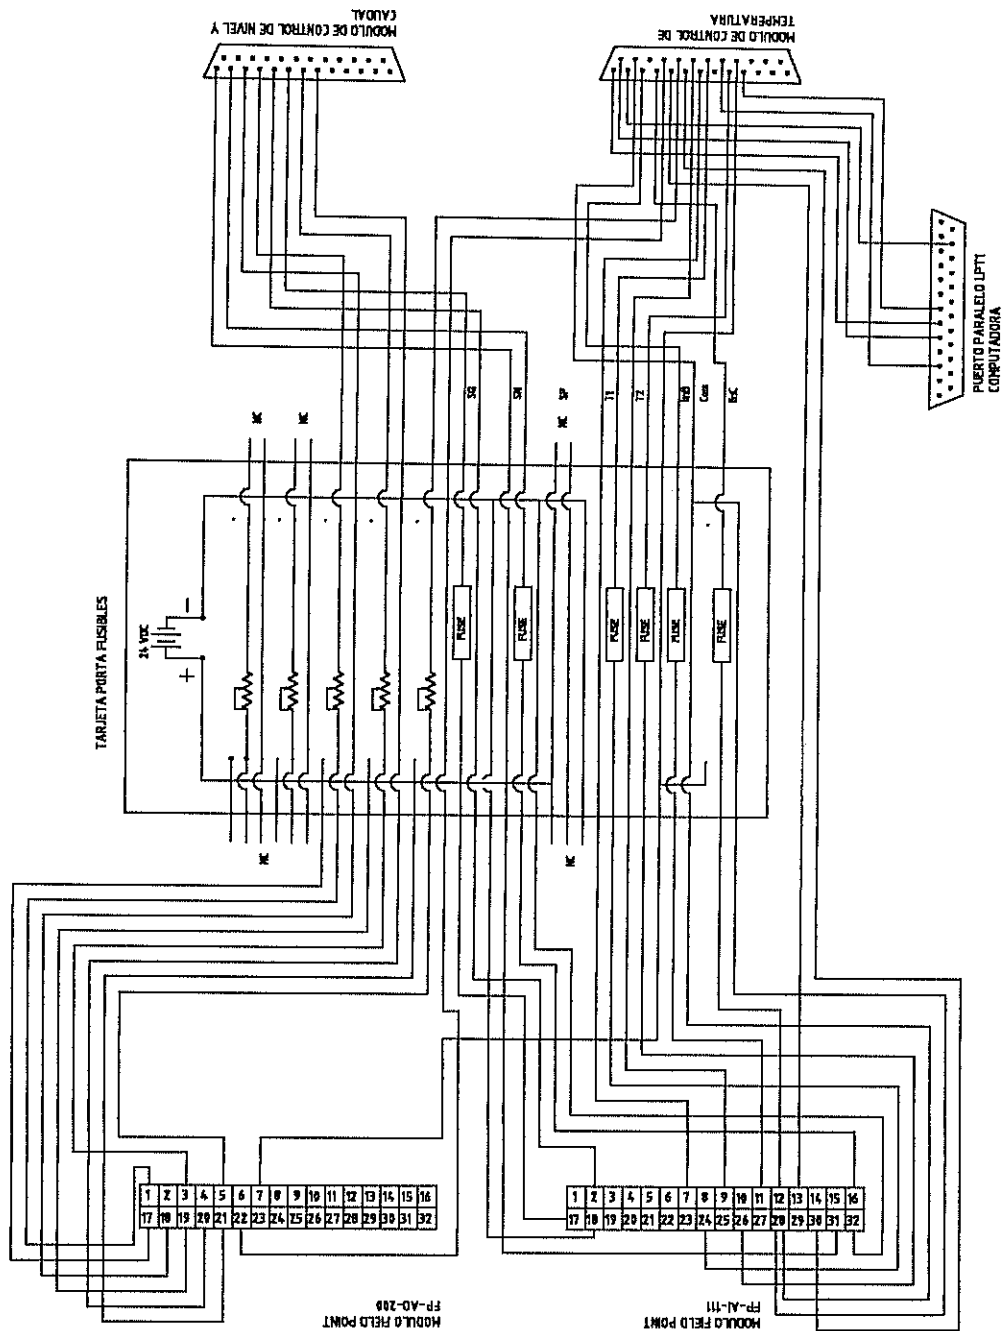 MODULO DE CONTROL DE NIVEL Y
CAUDAL
MODULO DE CONTROL DE
TEMPERATURA
PUERTO PARALELO LPT1
COMPUTADORA
TARJETA PORTA FUSIBLES
24 VDC
+
-
NC
NC
SG
SN
NC
SP
T1
T2
Com
FUSE
FUSE
FUSE
FUSE
FUSE
FUSE
NC
NC
1 2 3 4 5 6 7 8 9 10 11 12 13 14 15 16
17 18 19 20 21 22 23 24 25 26 27 28 29 30 31 32
1 2 3 4 5 6 7 8 9 10 11 12 13 14 15 16
17 18 19 20 21 22 23 24 25 26 27 28 29 30 31 32
MODULO FIELD POINT
FP-AO-200
MODULO FIELD POINT
FP-AI-111